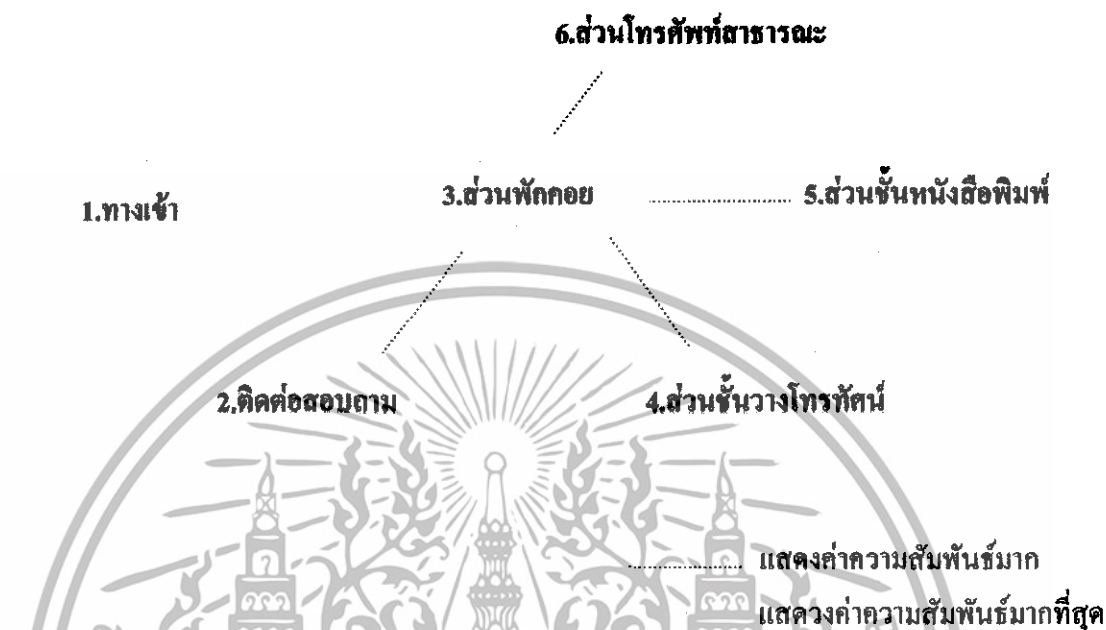 6.ส่วนโทรศัพท์สาธารณะ
1.ทางเข้า
3.ส่วนพักคอย
5.ส่วนชั้นหนังสือพิมพ์
2.ติดต่อสอบถาม
4.ส่วนชั้นวางโทรทัศน์
แสดงค่าความสัมพันธ์มาก
แสดวงค่าความสัมพันธ์มากที่สุด